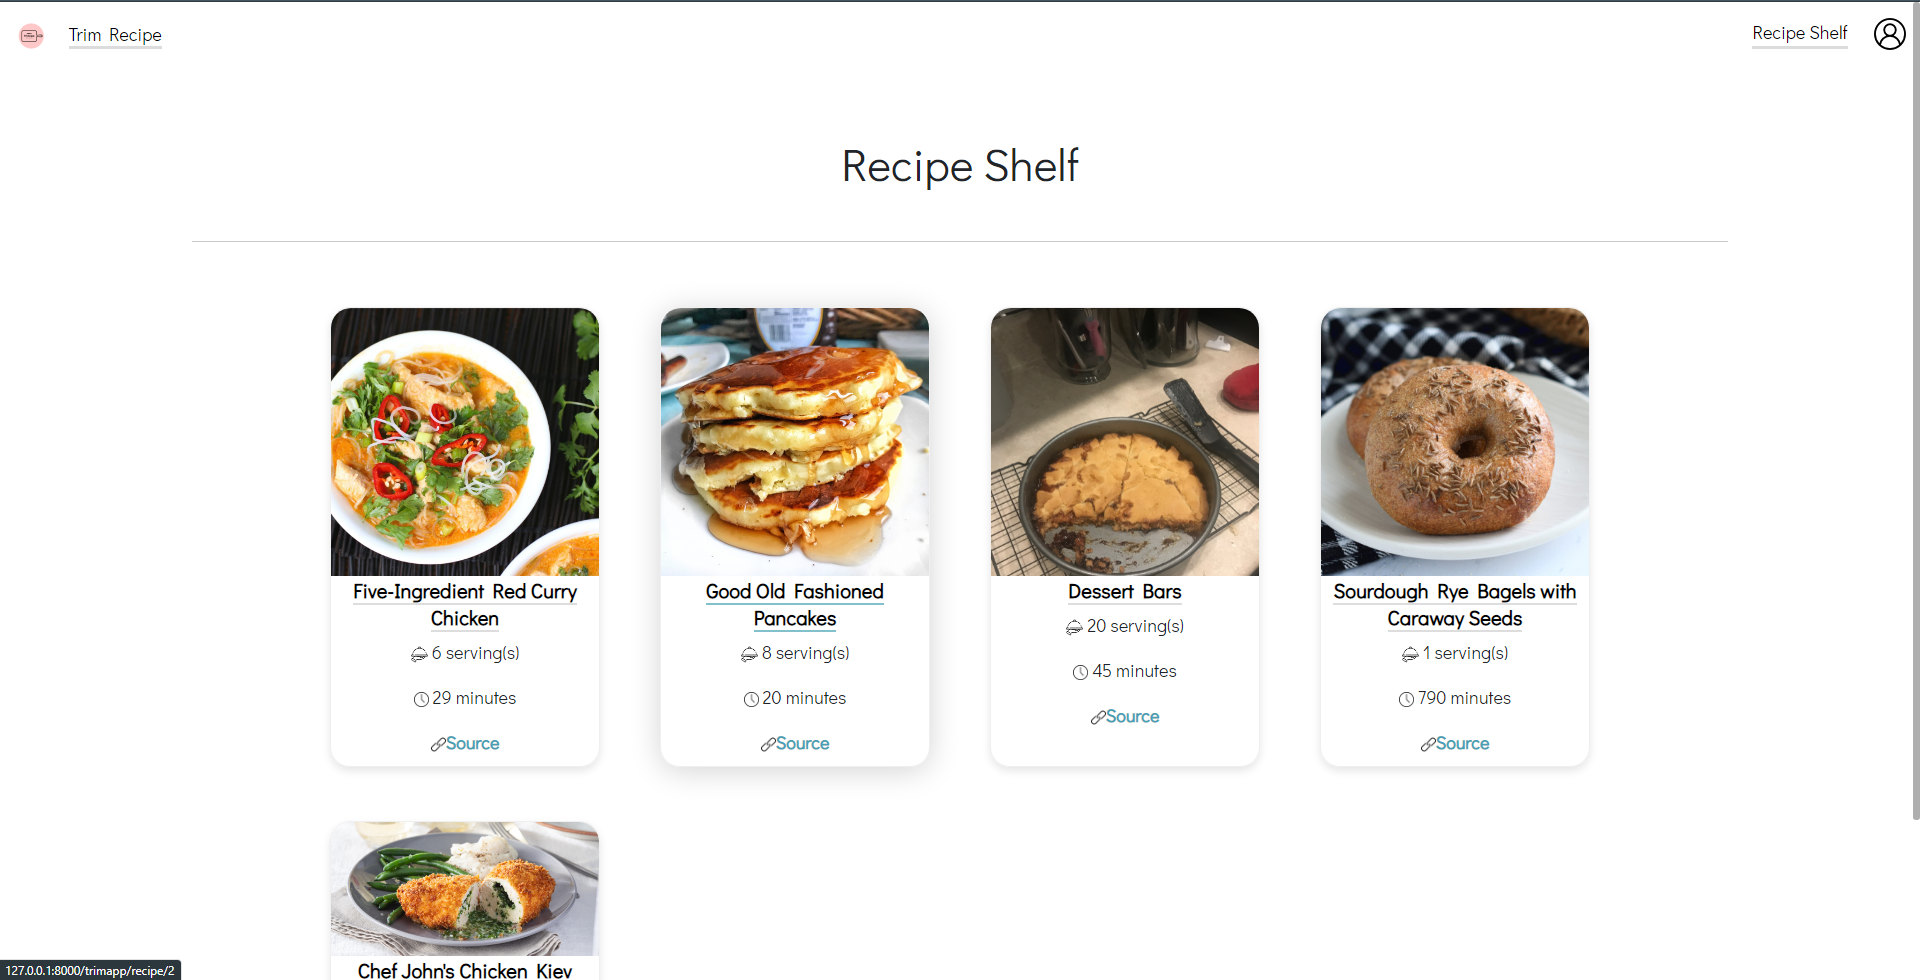 Trim Recipe
Recipe Shelf
Recipe Shelf
Five-Ingredient Red Curry
Chicken
6 serving(s)
29 minutes
Source
Good Old Fashioned
Pancakes
8 serving(s)
20 minutes
Source
Dessert Bars
20 serving(s)
45 minutes
Source
Sourdough Rye Bagels with
Caraway Seeds
1 serving(s)
790 minutes
Source
Chef John's Chicken Kiev
127.0.0.1:8000/trimapp/recipe/2